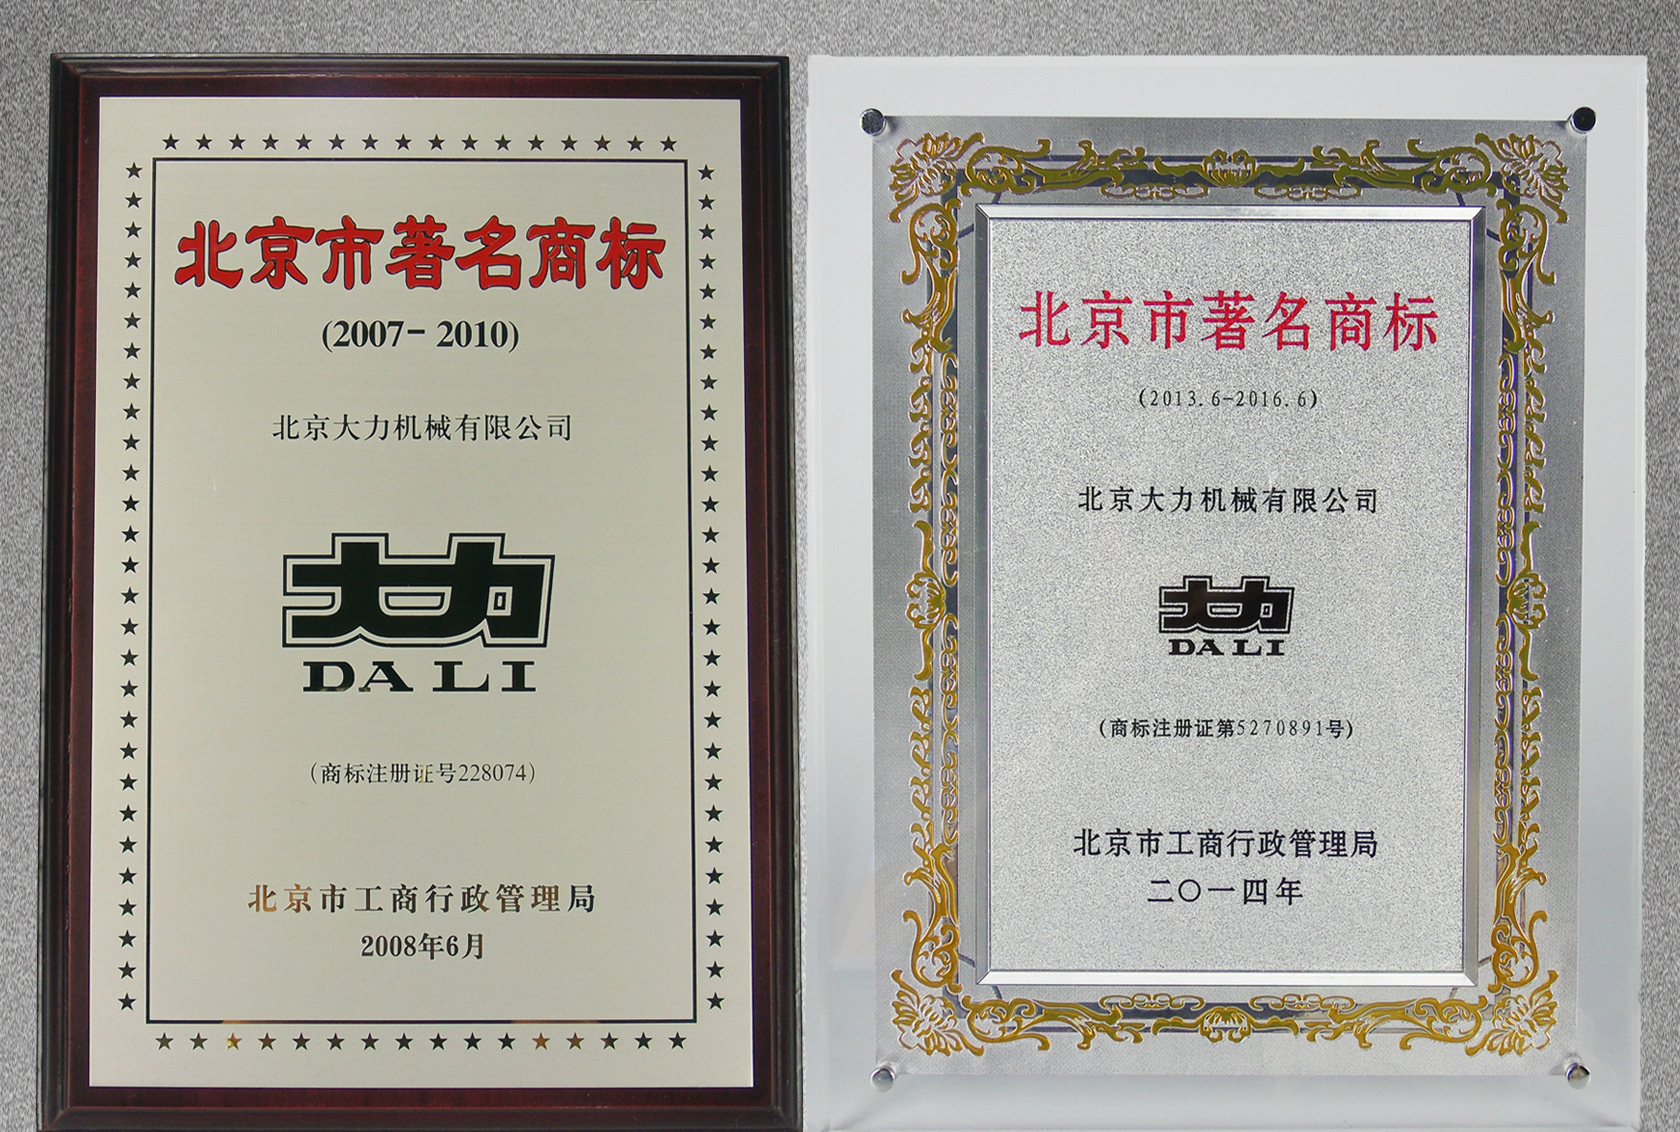 北京市著名商标
(2007-2010)
北京大力机械有限公司
大力
DALI
(商标注册证号228074)
北京市工商行政管理局
2008年6月
北京市著名商标
(2013.6-2016.6)
北京大力机械有限公司
大力
DALI
(商标注册证第5270891号)
北京市工商行政管理局
二〇一四年